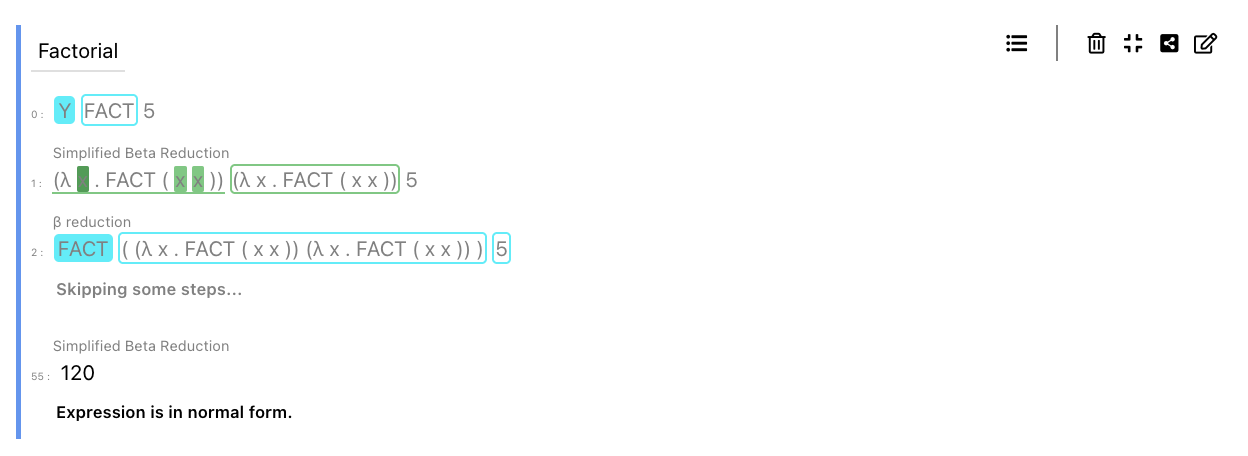 Factorial
0 : Y FACT 5
Simplified Beta Reduction
1 : (λ . FACT ( x x )) (λ x . FACT ( x x )) 5
β reduction
2 : FACT ( (λ x . FACT ( x x )) (λ x . FACT ( x x )) ) 5
Skipping some steps...
Simplified Beta Reduction
55 : 120
Expression is in normal form.